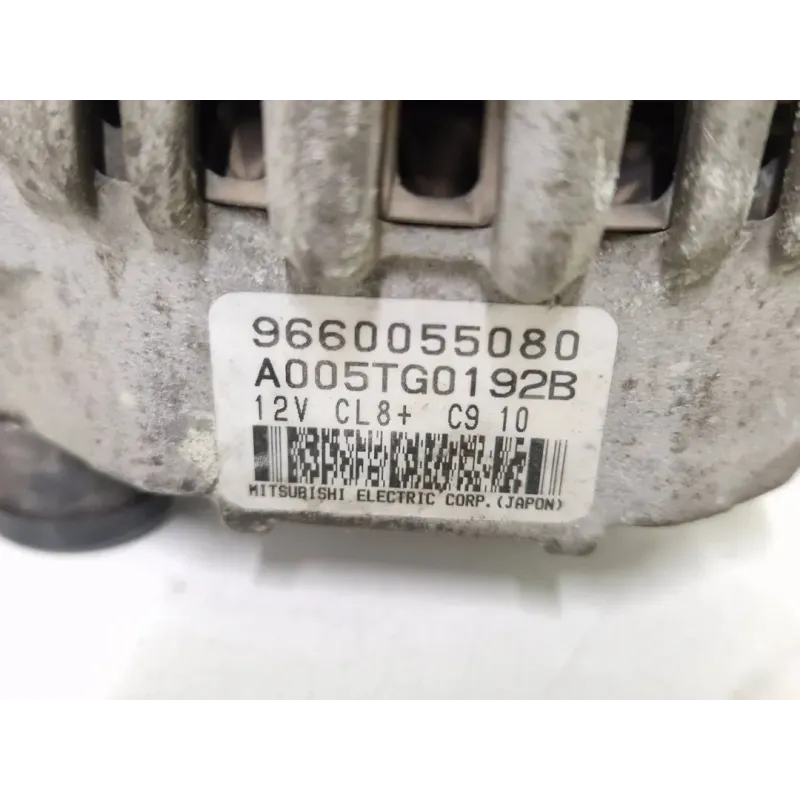 9660055080
A005TG0192B
12V CL8+ C9 10
MITSUBISHI ELECTRIC CORP.(JAPON)